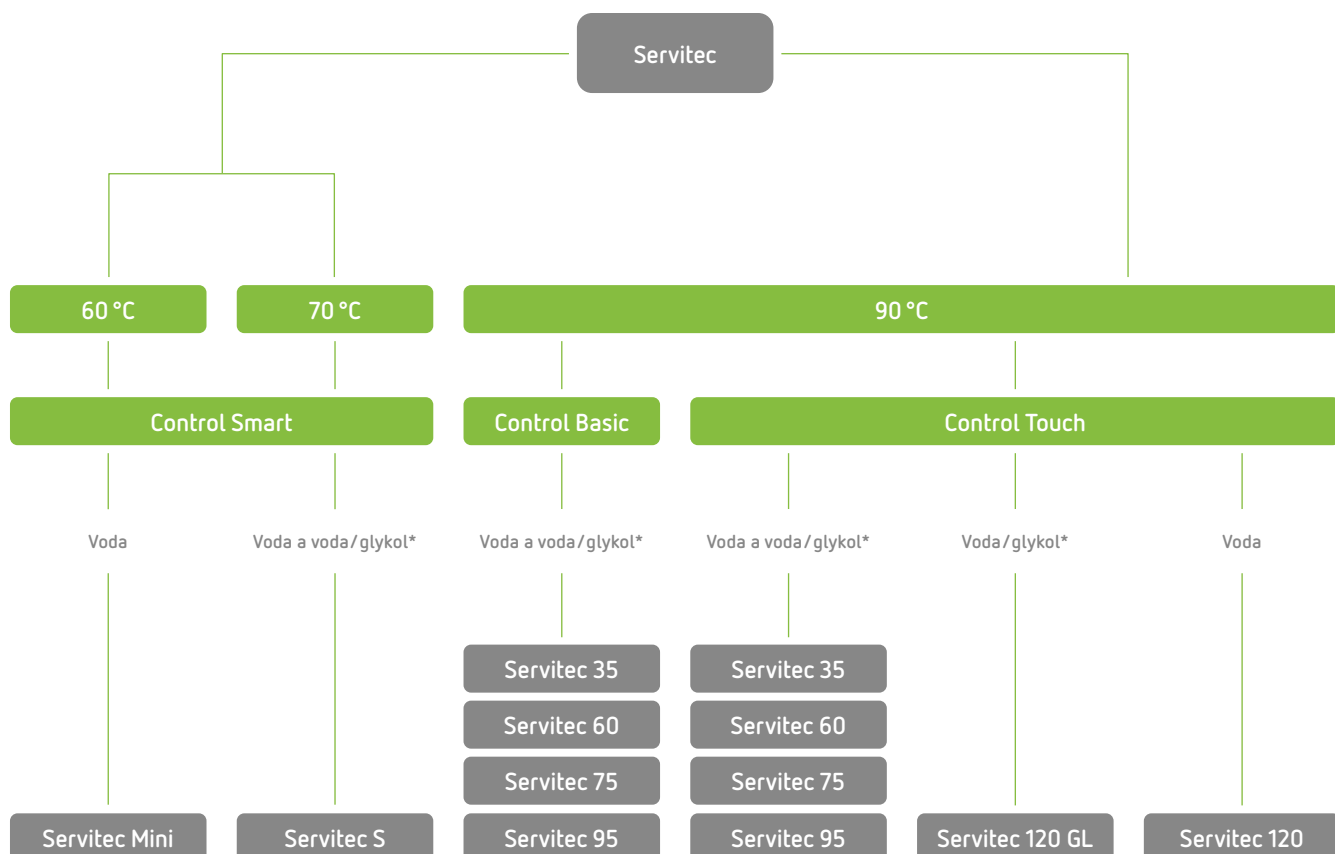 Servitec
60 °C
70 °C
90 °C
Control Smart
Control Basic
Control Touch
Voda
Voda a voda/glykol*
Voda a voda/glykol*
Voda a voda/glykol*
Voda/glykol*
Voda
Servitec 35
Servitec 35
Servitec 60
Servitec 60
Servitec 75
Servitec 75
Servitec Mini
Servitec S
Servitec 95
Servitec 95
Servitec 120 GL
Servitec 120